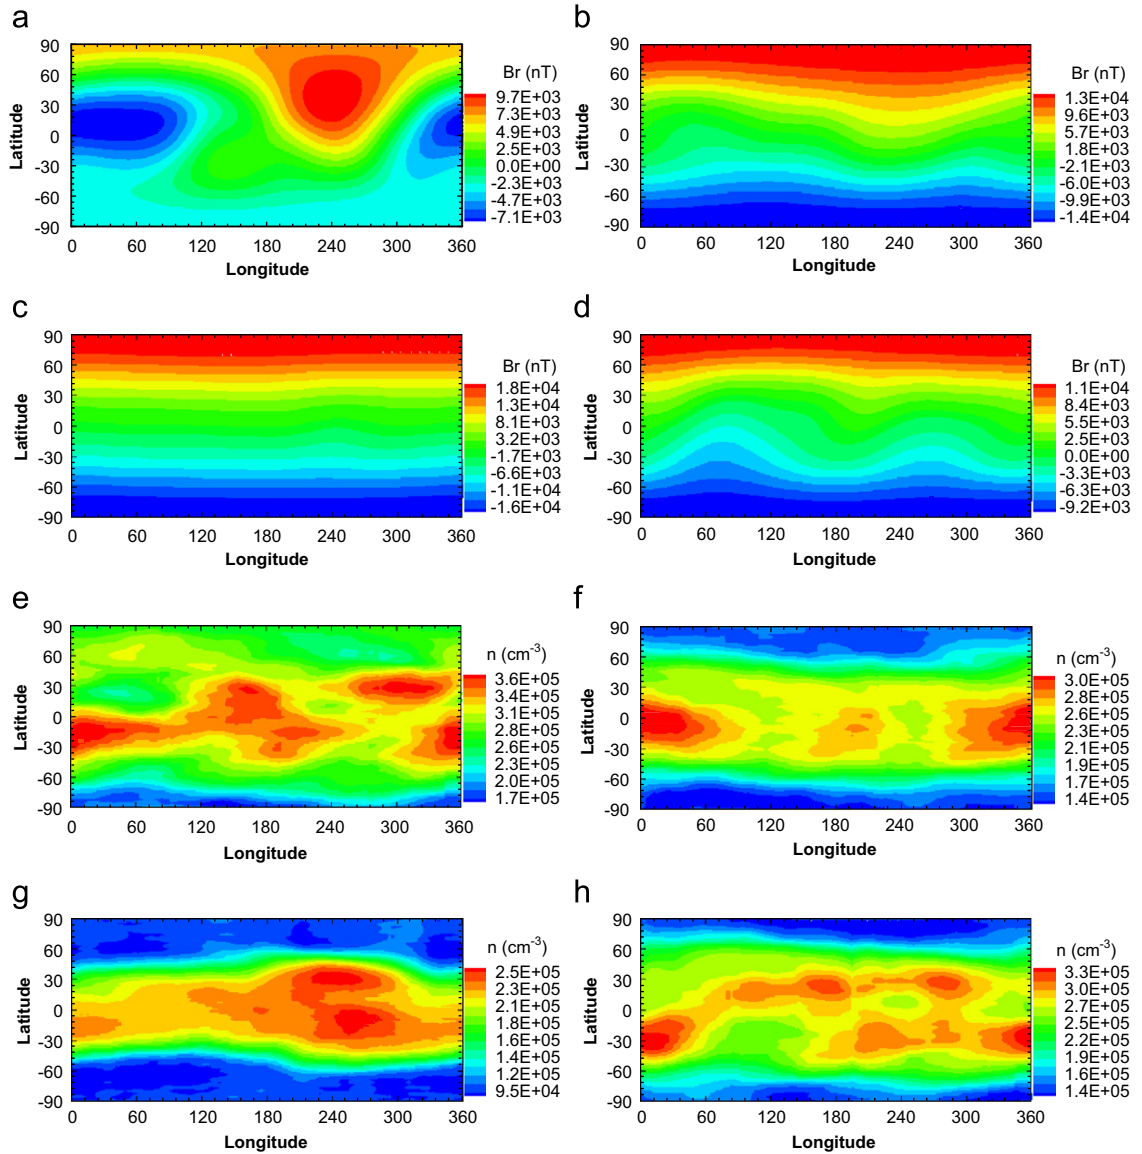 a
90
60
30
0
-30
-60
-90
Latitude
0 60 120 180 240 300 360
Longitude
Br (nT)
9.7E+03
7.3E+03
4.9E+03
2.5E+03
0.0E+00
-2.3E+03
-4.7E+03
-7.1E+03
b
90
60
30
0
-30
-60
-90
Latitude
0 60 120 180 240 300 360
Longitude
Br (nT)
1.3E+04
9.6E+03
5.7E+03
1.8E+03
-2.1E+03
-6.0E+03
-9.9E+03
-1.4E+04
c
90
60
30
0
-30
-60
-90
Latitude
0 60 120 180 240 300 360
Longitude
Br (nT)
1.8E+04
1.3E+04
8.1E+03
3.2E+03
-1.7E+03
-6.6E+03
-1.1E+04
-1.6E+04
d
90
60
30
0
-30
-60
-90
Latitude
0 60 120 180 240 300 360
Longitude
Br (nT)
1.1E+04
8.4E+03
5.5E+03
2.5E+03
0.0E+00
-3.3E+03
-6.3E+03
-9.2E+03
e
90
60
30
0
-30
-60
-90
Latitude
0 60 120 180 240 300 360
Longitude
n (cm-3)
3.6E+05
3.4E+05
3.1E+05
2.8E+05
2.6E+05
2.3E+05
2.0E+05
1.7E+05
f
90
60
30
0
-30
-60
-90
Latitude
0 60 120 180 240 300 360
Longitude
n (cm-3)
3.0E+05
2.8E+05
2.6E+05
2.3E+05
2.1E+05
1.9E+05
1.7E+05
1.4E+05
g
90
60
30
0
-30
-60
-90
Latitude
0 60 120 180 240 300 360
Longitude
n (cm-3)
2.5E+05
2.3E+05
2.1E+05
1.8E+05
1.6E+05
1.4E+05
1.2E+05
9.5E+04
h
90
60
30
0
-30
-60
-90
Latitude
0 60 120 180 240 300 360
Longitude
n (cm-3)
3.3E+05
3.0E+05
2.7E+05
2.5E+05
2.2E+05
1.9E+05
1.6E+05
1.4E+05